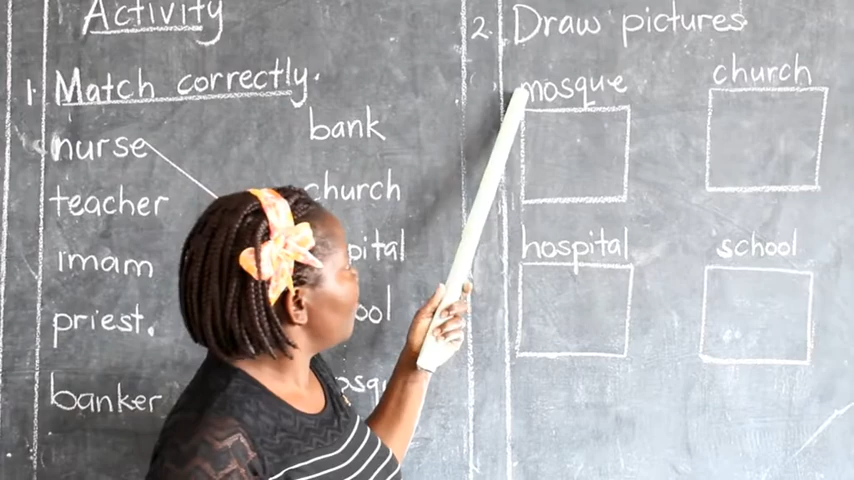 Activity
1. Match correctly.
nurse
teacher
imam
priest.
banker
bank
church
2. Draw pictures
mosque
church
hospital
school